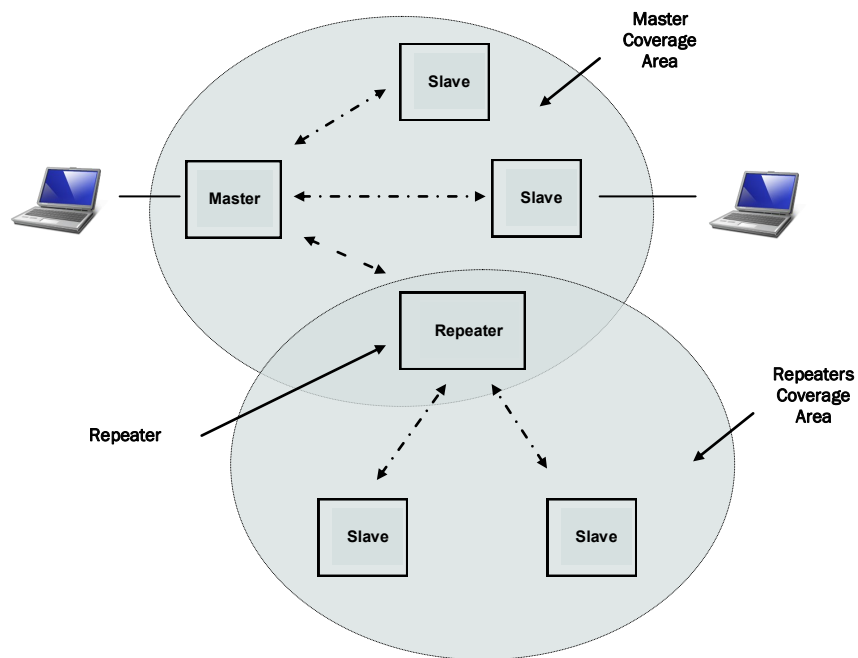 Master
Coverage
Area
Slave
Master
Slave
Repeater
Repeaters
Coverage
Area
Repeater
Slave
Slave